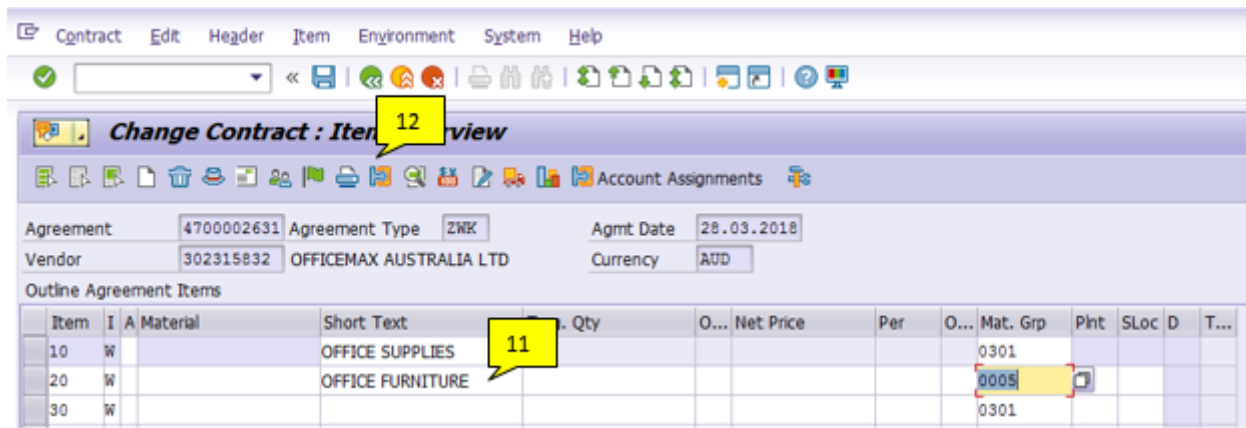 Contract Edit Header Item Environment System Help
12
Change Contract : Item rview
Account Assignments
Agreement 4700002631 Agreement Type ZWK Agmt Date 28.03.2018
Vendor 302315832 OFFICEMAX AUSTRALIA LTD Currency AUD
Outline Agreement Items
Item I A Material Short Text . Qty O... Net Price Per O... Mat. Grp Plnt SLoc D T...
11
10 W OFFICE SUPPLIES 0301
20 W OFFICE FURNITURE 0005
30 W 0301